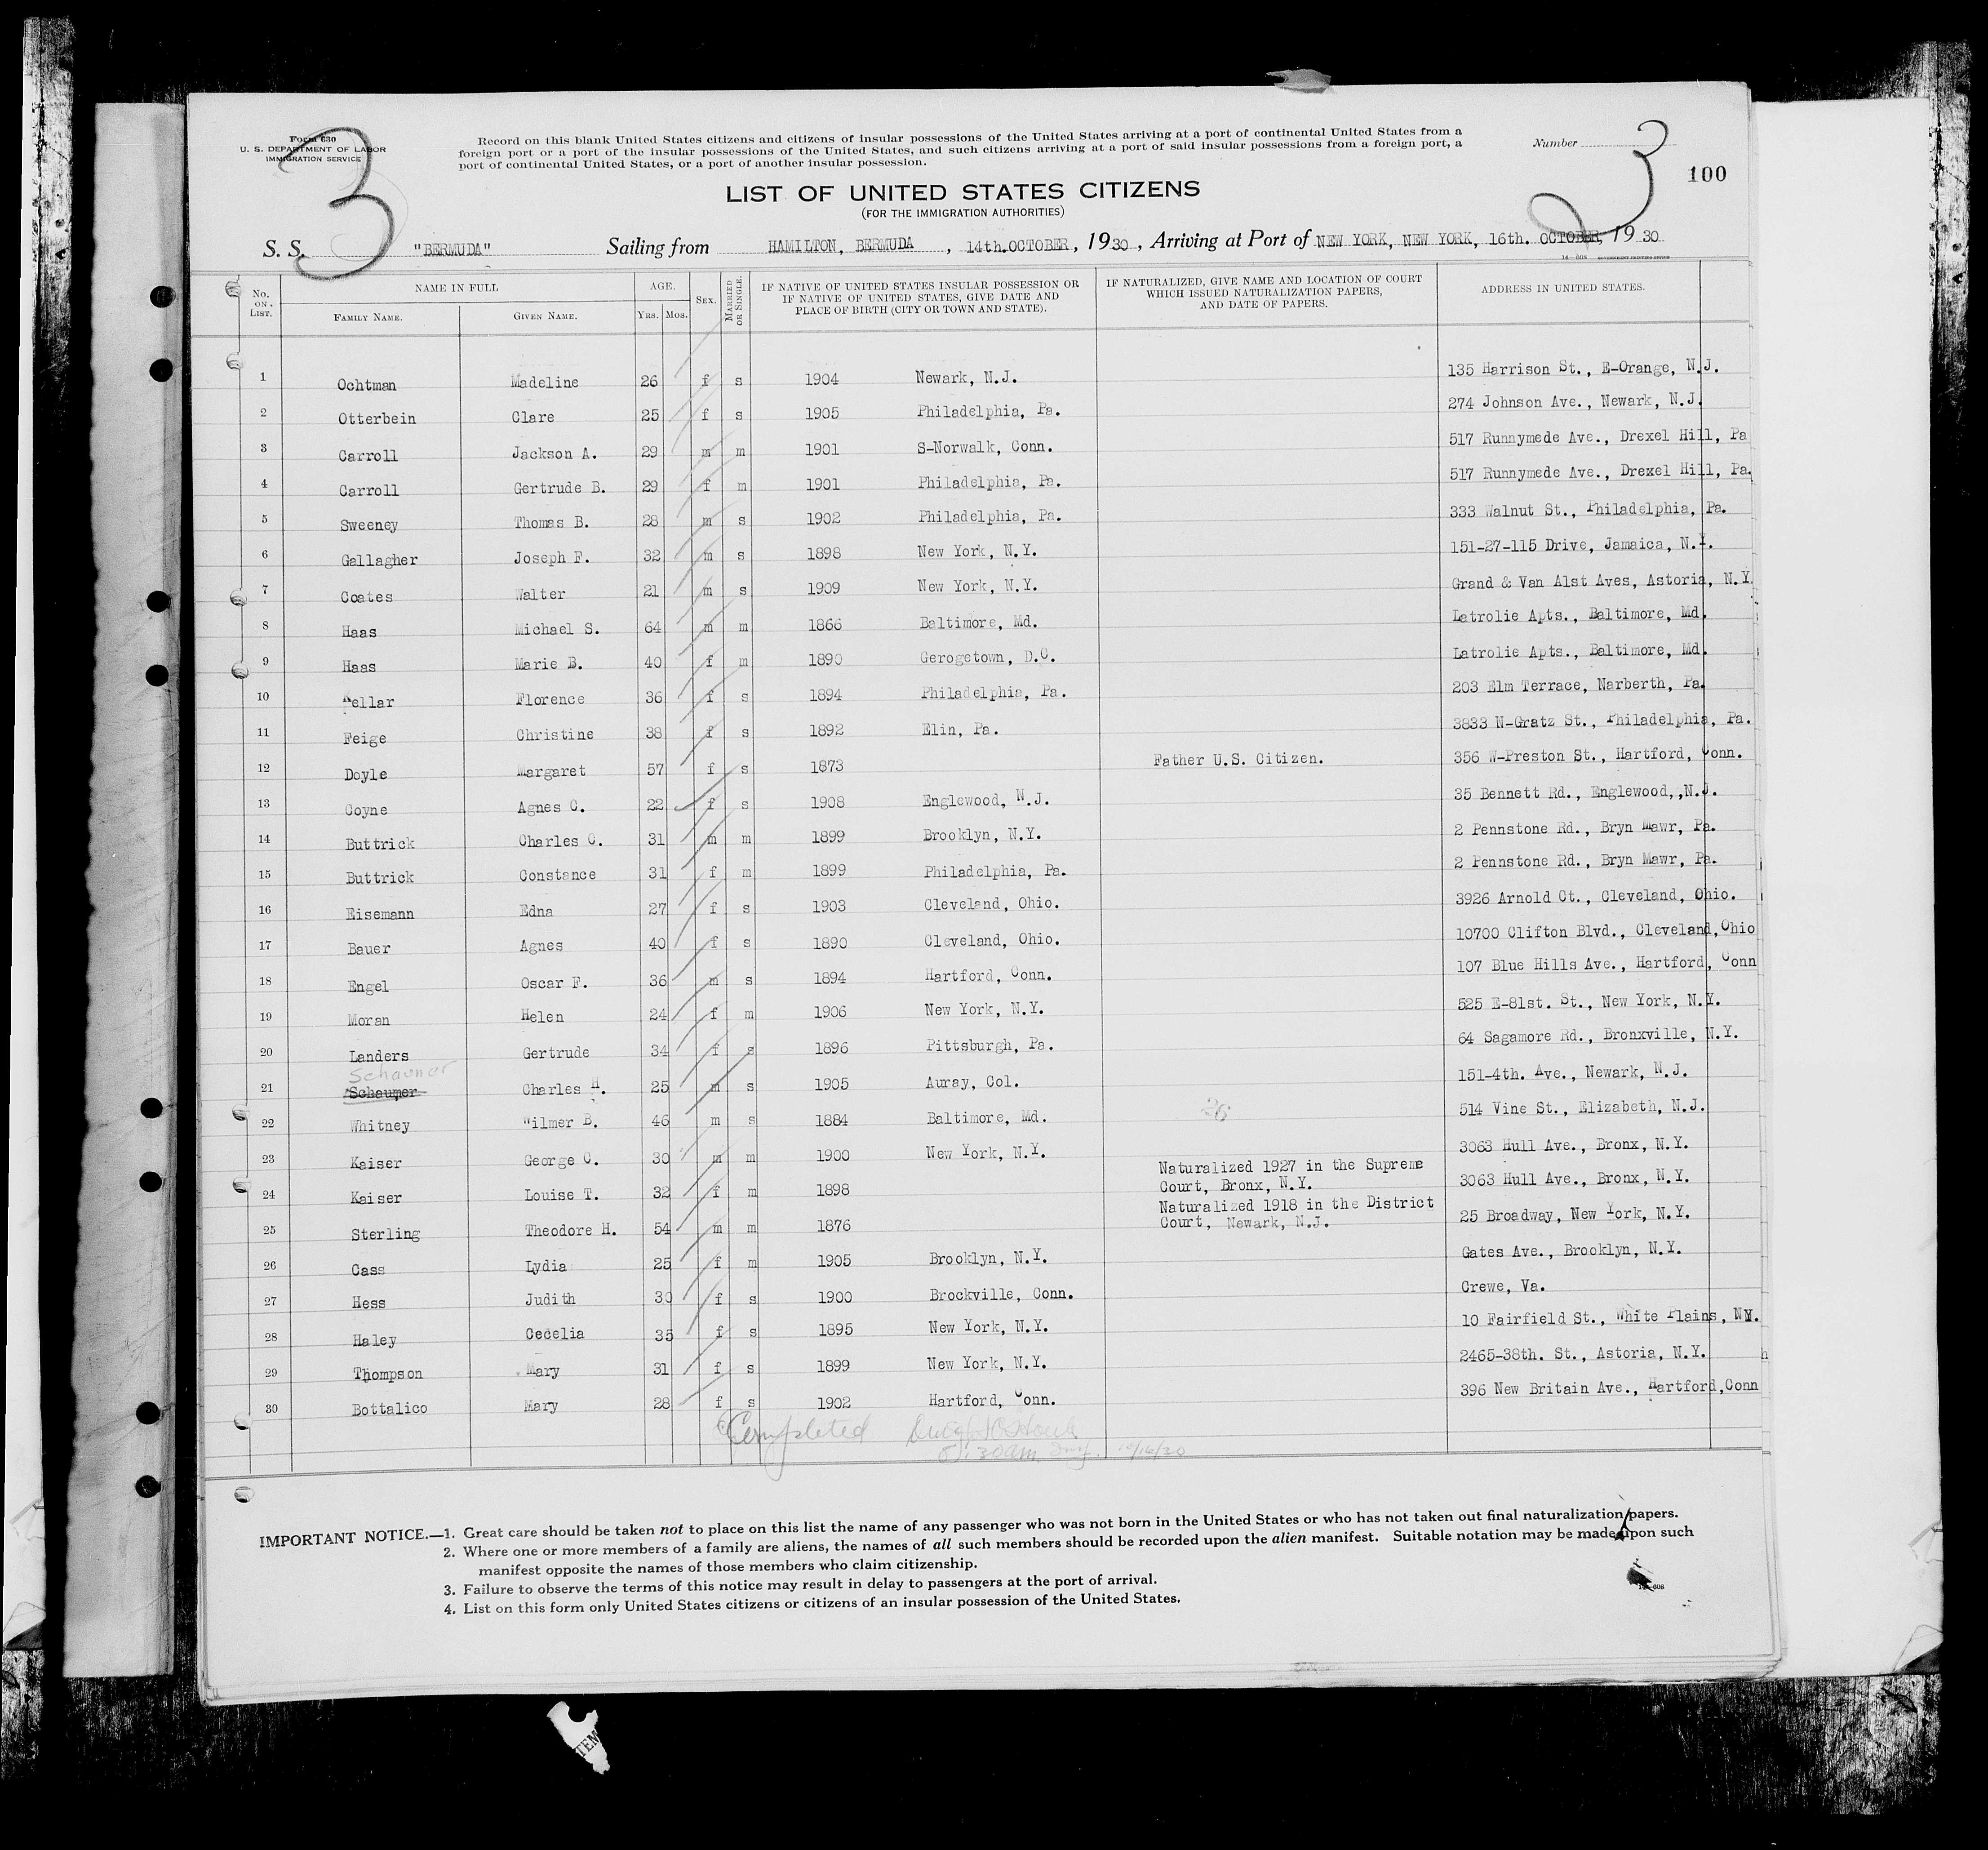 Form 630
U. S. DEPARTMENT OF LABOR
IMMIGRATION SERVICE
3
Record on this blank United States citizens and citizens of insular possessions of the United States arriving at a port of continental United States from a
foreign port or a port of the insular possessions of the United States, and such citizens arriving at a port of said insular possessions from a foreign port, a
port of continental United States, or a port of another insular possession.
Number 3
100
LIST OF UNITED STATES CITIZENS
(FOR THE IMMIGRATION AUTHORITIES)
S. S. "BERMUDA" Sailing from HAMILTON, BERMUDA, 14th.OCTOBER, 1930, Arriving at Port of NEW YORK, NEW YORK, 16th. OCTOBER, 1930
No. ON LIST. NAME IN FULL FAMILY NAME. GIVEN NAME. AGE. YRS. MOS. SEX. MARRIED OR SINGLE. IF NATIVE OF UNITED STATES INSULAR POSSESSION OR IF NATIVE OF UNITED STATES, GIVE DATE AND PLACE OF BIRTH (CITY OR TOWN AND STATE). IF NATURALIZED, GIVE NAME AND LOCATION OF COURT WHICH ISSUED NATURALIZATION PAPERS, AND DATE OF PAPERS. ADDRESS IN UNITED STATES.
1 Ochtman Madeline 26 f s 1904 Newark, N.J. 135 Harrison St., E-Orange, N.J.
2 Otterbein Clare 25 f s 1905 Philadelphia, Pa. 274 Johnson Ave., Newark, N.J.
3 Carroll Jackson A. 29 m m 1901 S-Norwalk, Conn. 517 Runnymede Ave., Drexel Hill, Pa
4 Carroll Gertrude B. 29 f m 1901 Philadelphia, Pa. 517 Runnymede Ave., Drexel Hill, Pa.
5 Sweeney Thomas B. 28 m s 1902 Philadelphia, Pa. 333 Walnut St., Philadelphia, Pa.
6 Gallagher Joseph F. 32 m s 1898 New York, N.Y. 151-27-115 Drive, Jamaica, N.Y.
7 Coates Walter 21 m s 1909 New York, N.Y. Grand & Van Alst Aves, Astoria, N.Y.
8 Haas Michael S. 64 m m 1866 Baltimore, Md. Latrolie Apts., Baltimore, Md.
9 Haas Marie B. 40 f m 1890 Gerogetown, D.C. Latrolie Apts., Baltimore, Md.
10 Kellar Florence 36 f s 1894 Philadelphia, Pa. 203 Elm Terrace, Narberth, Pa.
11 Feige Christine 38 f s 1892 Elin, Pa. 3833 N-Gratz St., Philadelphia, Pa.
12 Doyle Margaret 57 f s 1873 Father U.S. Citizen. 356 W-Preston St., Hartford, Conn.
13 Coyne Agnes C. 22 f s 1908 Englewood, N.J. 35 Bennett Rd., Englewood,,N.J.
14 Buttrick Charles C. 31 m m 1899 Brooklyn, N.Y. 2 Pennstone Rd., Bryn Mawr, Pa.
15 Buttrick Constance 31 f m 1899 Philadelphia, Pa. 2 Pennstone Rd., Bryn Mawr, Pa.
16 Eisemann Edna 27 f s 1903 Cleveland, Ohio. 3926 Arnold Ct., Cleveland, Ohio.
17 Bauer Agnes 40 f s 1890 Cleveland, Ohio. 10700 Clifton Blvd., Cleveland,Ohio
18 Engel Oscar F. 36 m s 1894 Hartford, Conn. 107 Blue Hills Ave., Hartford, Conn
19 Moran Helen 24 f m 1906 New York, N.Y. 525 E-81st. St., New York, N.Y.
20 Landers Gertrude 34 f s 1896 Pittsburgh, Pa. 64 Sagamore Rd., Bronxville, N.Y.
Schauner
21 Schaumer Charles H. 25 m s 1905 Auray, Col. 151-4th. Ave., Newark, N.J.
22 Whitney Wilmer B. 46 m s 1884 Baltimore, Md. 26 514 Vine St., Elizabeth, N.J.
23 Kaiser George C. 30 m m 1900 New York, N.Y. 3063 Hull Ave., Bronx, N.Y.
24 Kaiser Louise T. 32 f m 1898 Naturalized 1927 in the Supreme Court, Bronx, N.Y. 3063 Hull Ave., Bronx, N.Y.
25 Sterling Theodore H. 54 m m 1876 Naturalized 1918 in the District Court, Newark, N.J. 25 Broadway, New York, N.Y.
26 Cass Lydia 25 f m 1905 Brooklyn, N.Y. Gates Ave., Brooklyn, N.Y.
27 Hess Judith 30 f s 1900 Brockville, Conn. Crewe, Va.
28 Haley Cecelia 35 f s 1895 New York, N.Y. 10 Fairfield St., White Plains, NY.
29 Thompson Mary 31 f s 1899 New York, N.Y. 2465-38th. St., Astoria, N.Y.
30 Bottalico Mary 28 f s 1902 Hartford, Conn. 396 New Britain Ave., Hartford,Conn
Completed
:30am 10/16/30
IMPORTANT NOTICE.—1. Great care should be taken not to place on this list the name of any passenger who was not born in the United States or who has not taken out final naturalization papers.
2. Where one or more members of a family are aliens, the names of all such members should be recorded upon the alien manifest. Suitable notation may be made upon such
manifest opposite the names of those members who claim citizenship.
3. Failure to observe the terms of this notice may result in delay to passengers at the port of arrival.
4. List on this form only United States citizens or citizens of an insular possession of the United States.
TEM